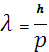 λ = h/p